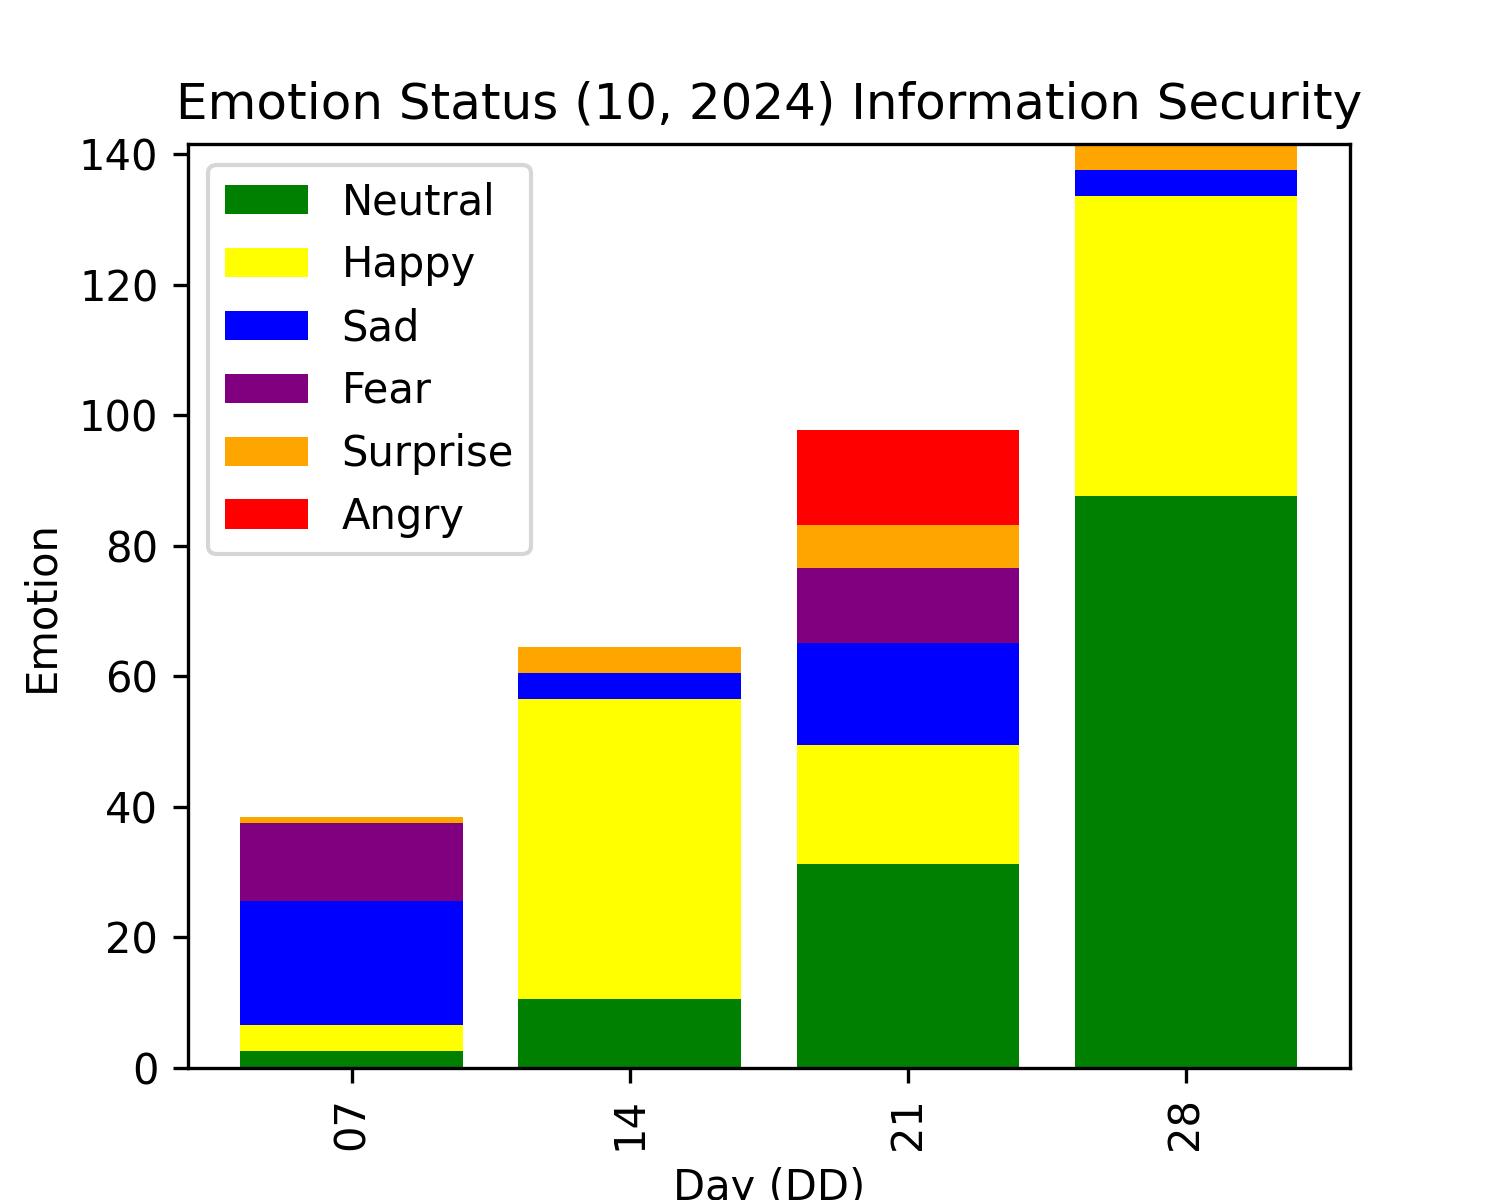 Emotion Status (10, 2024) Information Security
140
120
100
80
60
40
20
0
Emotion
Neutral
Happy
Sad
Fear
Surprise
Angry
07
14
21
28
Day (DD)